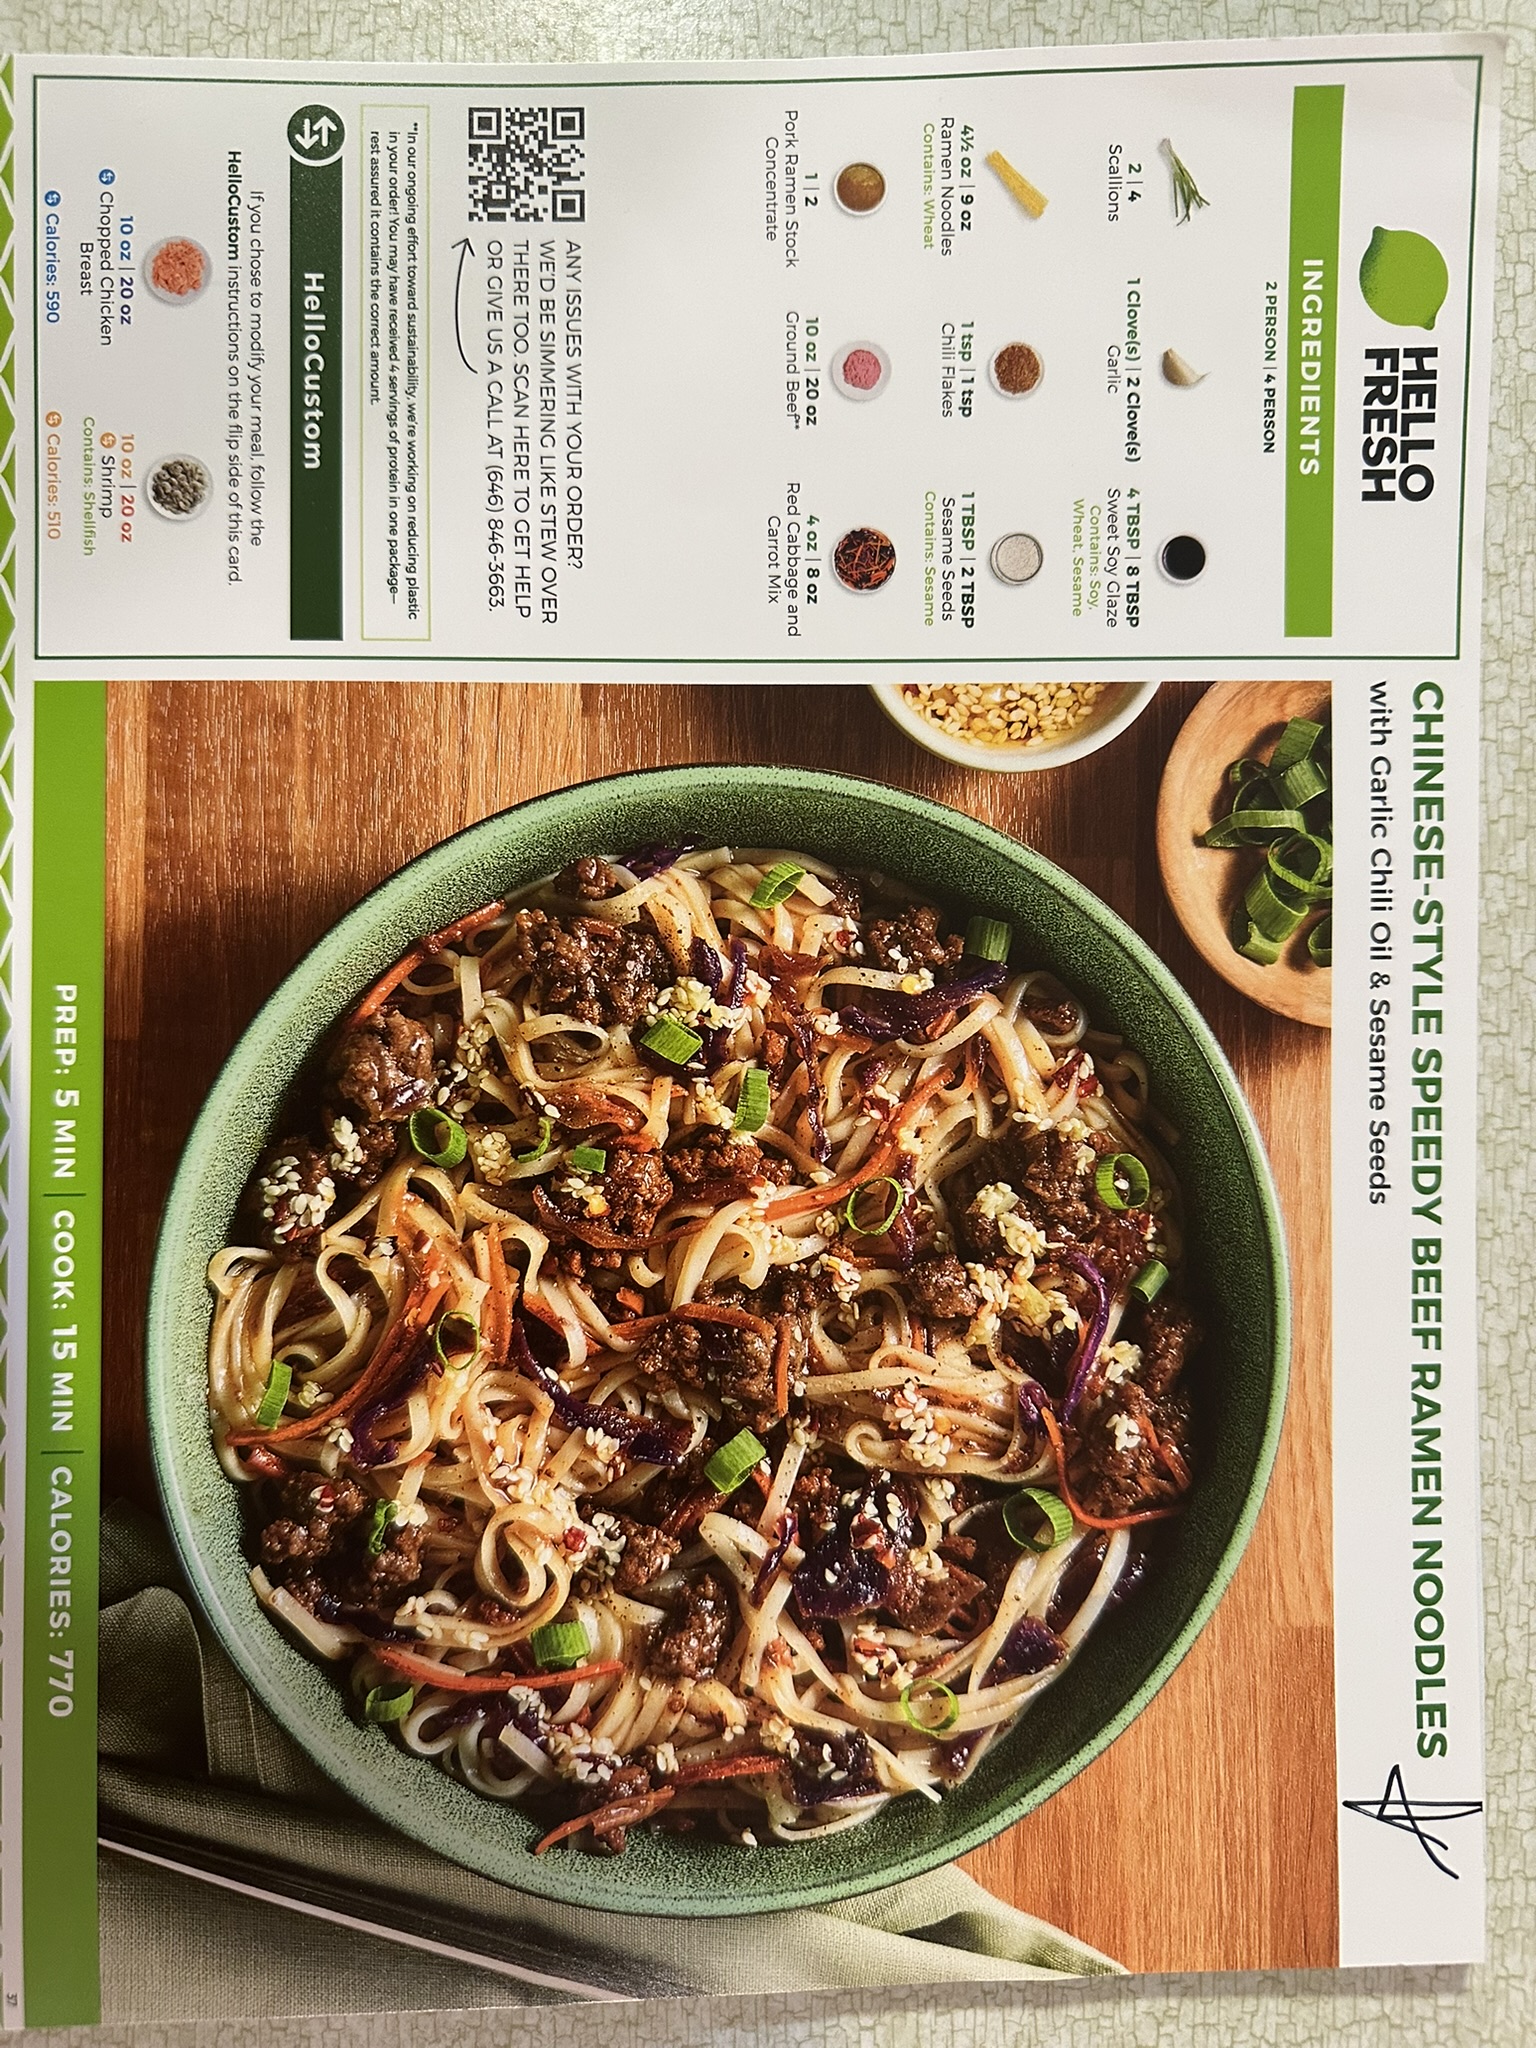 HELLO
FRESH
INGREDIENTS
2 PERSON | 4 PERSON
2 | 4
Scallions
1 Clove(s) | 2 Clove(s)
Garlic
4 TBSP | 8 TBSP
Sweet Soy Glaze
Contains: Soy,
Wheat, Sesame
4½ oz | 9 oz
Ramen Noodles
Contains: Wheat
1 tsp | 1 tsp
Chili Flakes
1 TBSP | 2 TBSP
Sesame Seeds
Contains: Sesame
1 | 2
Pork Ramen Stock
Concentrate
10 oz | 20 oz
Ground Beef**
4 oz | 8 oz
Red Cabbage and
Carrot Mix
ANY ISSUES WITH YOUR ORDER?
WE'D BE SIMMERING LIKE STEW OVER
THERE TOO. SCAN HERE TO GET HELP
OR GIVE US A CALL AT (646) 846-3663.
**In our ongoing effort toward sustainability, we're working on reducing plastic
in your order! You may have received 4 servings of protein in one package—
rest assured it contains the correct amount.
HelloCustom
If you chose to modify your meal, follow the
HelloCustom instructions on the flip side of this card.
10 oz | 20 oz
Chopped Chicken
Breast
Calories: 590
10 oz | 20 oz
Shrimp
Contains: Shellfish
Calories: 510
CHINESE-STYLE SPEEDY BEEF RAMEN NOODLES
with Garlic Chili Oil & Sesame Seeds
PREP: 5 MIN | COOK: 15 MIN | CALORIES: 770